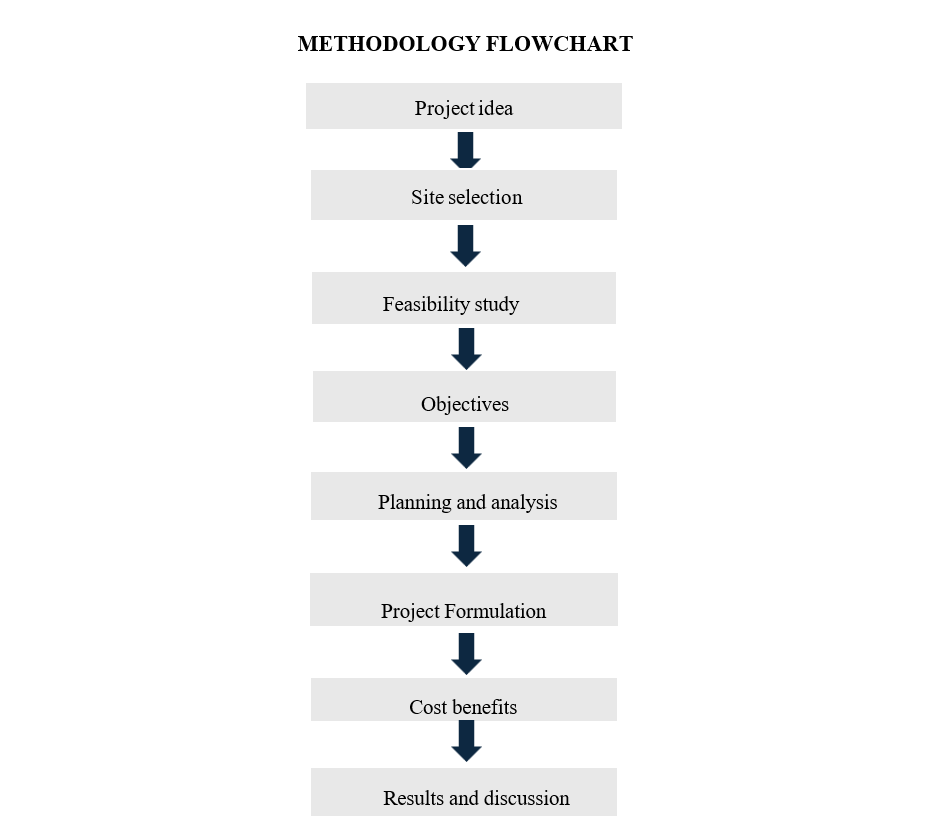 METHODOLOGY FLOWCHART
Project idea
Site selection
Feasibility study
Objectives
Planning and analysis
Project Formulation
Cost benefits
Results and discussion